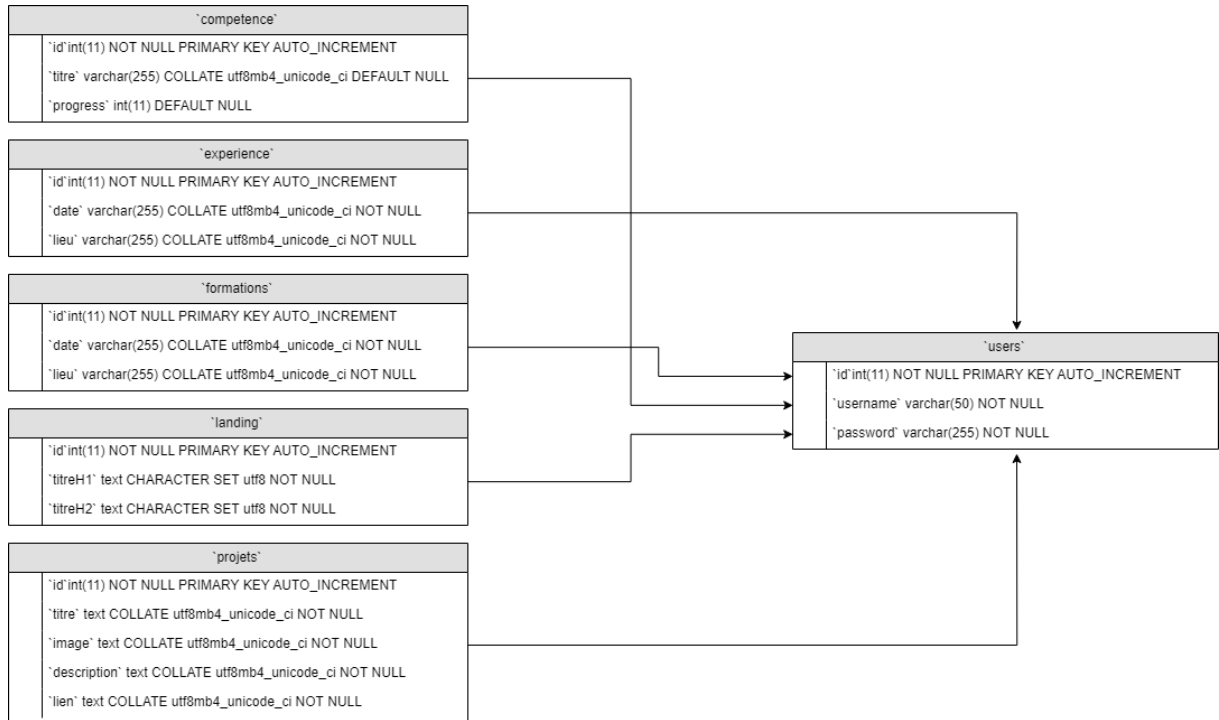 `competence`
`id`int(11) NOT NULL PRIMARY KEY AUTO_INCREMENT
`titre` varchar(255) COLLATE utf8mb4_unicode_ci DEFAULT NULL
`progress` int(11) DEFAULT NULL
`experience`
`id`int(11) NOT NULL PRIMARY KEY AUTO_INCREMENT
`date` varchar(255) COLLATE utf8mb4_unicode_ci NOT NULL
`lieu` varchar(255) COLLATE utf8mb4_unicode_ci NOT NULL
`formations`
`id`int(11) NOT NULL PRIMARY KEY AUTO_INCREMENT
`date` varchar(255) COLLATE utf8mb4_unicode_ci NOT NULL
`lieu` varchar(255) COLLATE utf8mb4_unicode_ci NOT NULL
`landing`
`id`int(11) NOT NULL PRIMARY KEY AUTO_INCREMENT
`titreH1` text CHARACTER SET utf8 NOT NULL
`titreH2` text CHARACTER SET utf8 NOT NULL
`projets`
`id`int(11) NOT NULL PRIMARY KEY AUTO_INCREMENT
`titre` text COLLATE utf8mb4_unicode_ci NOT NULL
`image` text COLLATE utf8mb4_unicode_ci NOT NULL
`description` text COLLATE utf8mb4_unicode_ci NOT NULL
`lien` text COLLATE utf8mb4_unicode_ci NOT NULL
`users`
`id`int(11) NOT NULL PRIMARY KEY AUTO_INCREMENT
`username` varchar(50) NOT NULL
`password` varchar(255) NOT NULL